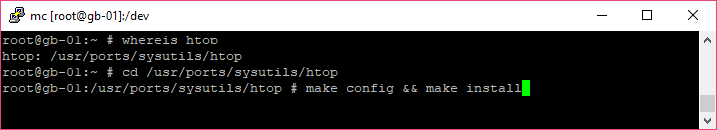 mc [root@gb-01]:/dev
root@gb-01:~ # whereis htop
htop: /usr/ports/sysutils/htop
root@gb-01:~ # cd /usr/ports/sysutils/htop
root@gb-01:/usr/ports/sysutils/htop # make config && make install